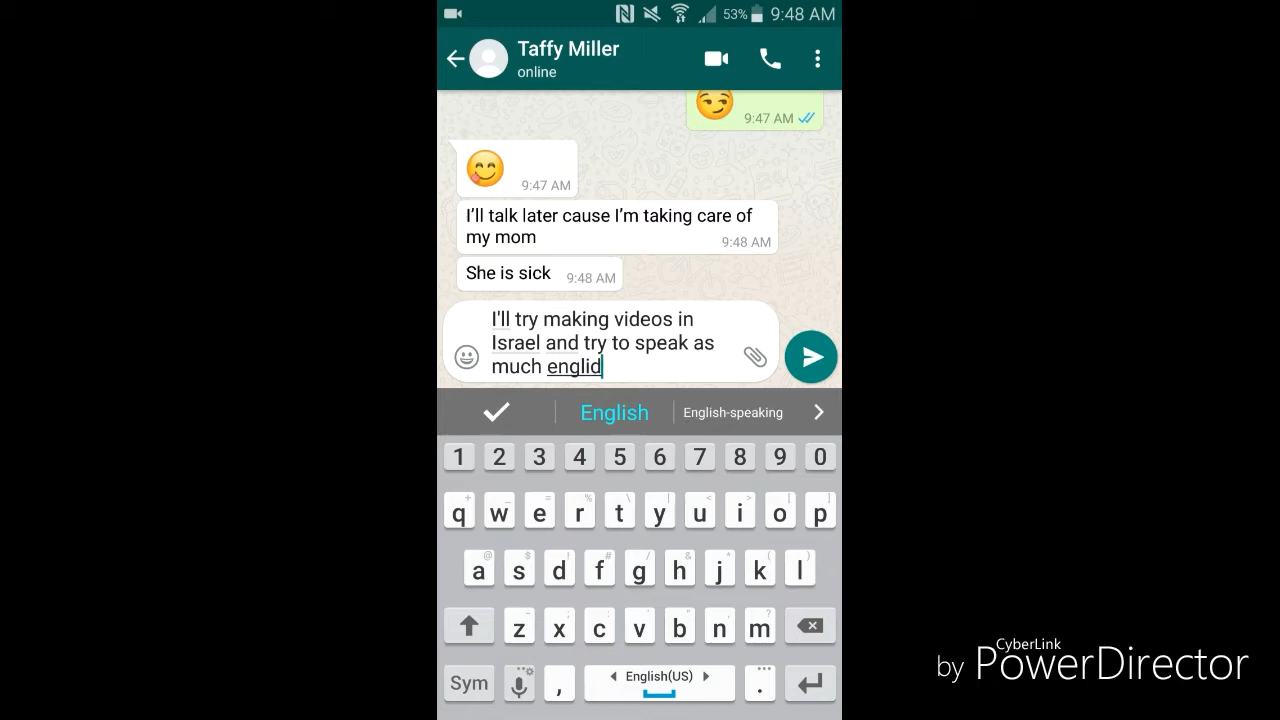 53% 9:48 AM
Taffy Miller
online
9:47 AM
9:47 AM
I'll talk later cause I'm taking care of
my mom
9:48 AM
She is sick 9:48 AM
I'll try making videos in
Israel and try to speak as
much englid
English English-speaking
1 2 3 4 5 6 7 8 9 0
+ _ = % \ | < > [ ]
q w e r t y u i o p
@ $ ! # / & * ( )
a s d f g h j k l
- ' : ; ' " , ?
z x c v b n m
Sym , English(US) .
CyberLink
by PowerDirector